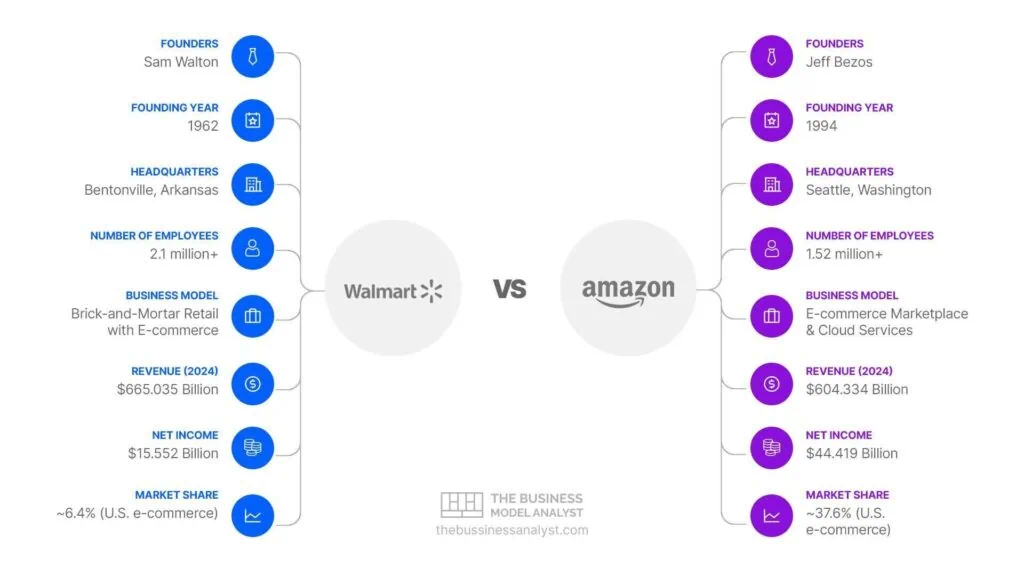 FOUNDERS
Sam Walton
FOUNDING YEAR
1962
HEADQUARTERS
Bentonville, Arkansas
NUMBER OF EMPLOYEES
2.1 million+
BUSINESS MODEL
Brick-and-Mortar Retail
with E-commerce
REVENUE (2024)
$665.035 Billion
NET INCOME
$15.552 Billion
MARKET SHARE
~6.4% (U.S. e-commerce)
Walmart
VS
amazon
FOUNDERS
Jeff Bezos
FOUNDING YEAR
1994
HEADQUARTERS
Seattle, Washington
NUMBER OF EMPLOYEES
1.52 million+
BUSINESS MODEL
E-commerce Marketplace
& Cloud Services
REVENUE (2024)
$604.334 Billion
NET INCOME
$44.419 Billion
MARKET SHARE
~37.6% (U.S.
e-commerce)
THE BUSINESS
MODEL ANALYST
thebussinessanalyst.com